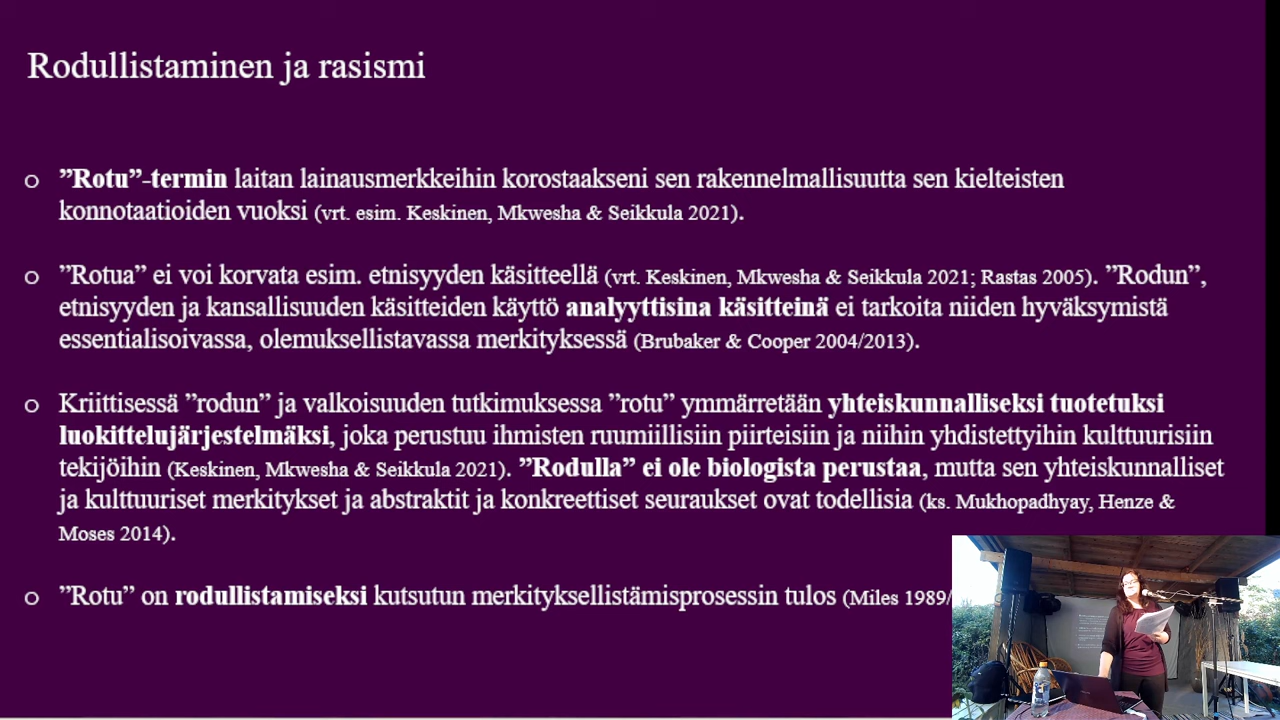 Rodullistaminen ja rasismi
o ”Rotu”-termin laitan lainausmerkkeihin korostaakseni sen rakennelmallisuutta sen kielteisten
konnotaatioiden vuoksi (vrt. esim. Keskinen, Mkwesha & Seikkula 2021).
o ”Rotua” ei voi korvata esim. etnisyyden käsitteellä (vrt. Keskinen, Mkwesha & Seikkula 2021; Rastas 2005). ”Rodun”,
etnisyyden ja kansallisuuden käsitteiden käyttö analyyttisina käsitteinä ei tarkoita niiden hyväksymistä
essentialisoivassa, olemuksellistavassa merkityksessä (Brubaker & Cooper 2004/2013).
o Kriittisessä ”rodun” ja valkoisuuden tutkimuksessa ”rotu” ymmärretään yhteiskunnalliseksi tuotetuksi
luokittelujärjestelmäksi, joka perustuu ihmisten ruumiillisiin piirteisiin ja niihin yhdistettyihin kulttuurisiin
tekijöihin (Keskinen, Mkwesha & Seikkula 2021). ”Rodulla” ei ole biologista perustaa, mutta sen yhteiskunnalliset
ja kulttuuriset merkitykset ja abstraktit ja konkreettiset seuraukset ovat todellisia (ks. Mukhopadhyay, Henze &
Moses 2014).
o ”Rotu” on rodullistamiseksi kutsutun merkityksellistämisprosessin tulos (Miles 1989/